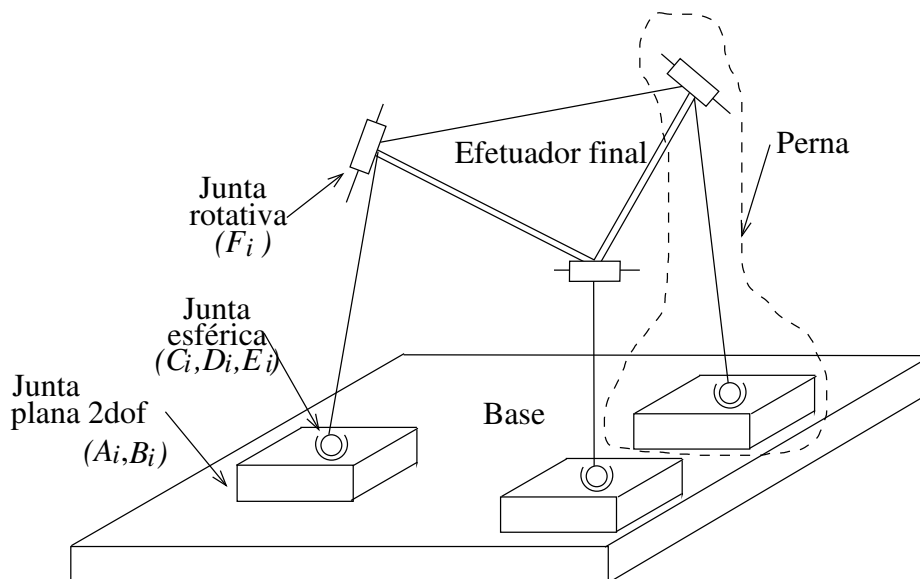 Efetuador final
Perna
Junta
rotativa
(Fi)
Junta
esférica
(Ci,Di,Ei)
Junta
plana 2dof
(Ai,Bi)
Base